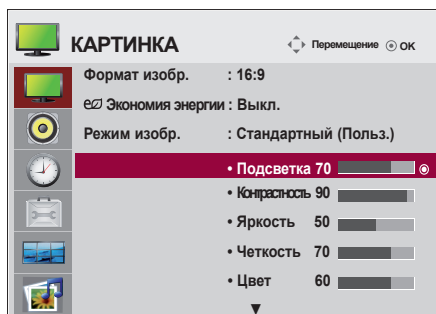 КАРТИНКА
Перемещение ОК
Формат изобр. : 16:9
Экономия энергии : Выкл.
Режим изобр. : Стандартный (Польз.)
• Подсветка 70
• Контрастность 90
• Яркость 50
• Четкость 70
• Цвет 60
▼